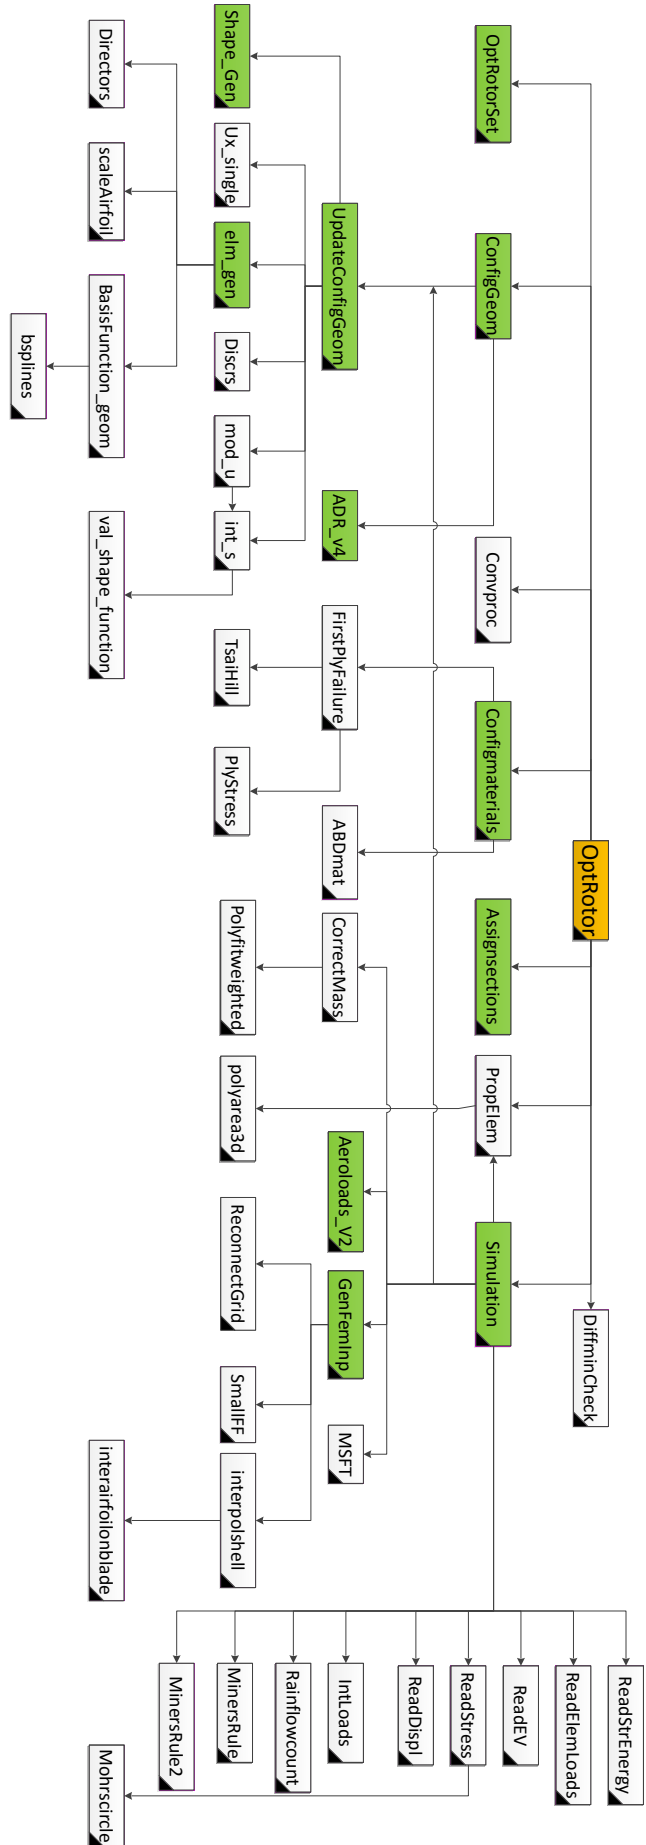 OptRotor
OptRotorSet
ConfigGeom
Convproc
Configmaterials
Assignsections
PropElem
Simulation
DiffminCheck
UpdateConfigGeom
ADR_v4
FirstPlyFailure
ABDmat
CorrectMass
Aeroloads_V2
GenFemInp
MSFT
Shape_Gen
Ux_single
elm_gen
Discrs
mod_u
int_s
TsaiHill
PlyStress
Polyfitweighted
polyarea3d
ReconnectGrid
SmallFF
interpolshell
Directors
scaleAirfoil
BasisFunction_geom
val_shape_function
interairfoilonblade
bsplines
ReadStrEnergy
ReadElemLoads
ReadEV
ReadStress
ReadDispl
IntLoads
Rainflowcount
MinersRule
MinersRule2
Mohrscircle